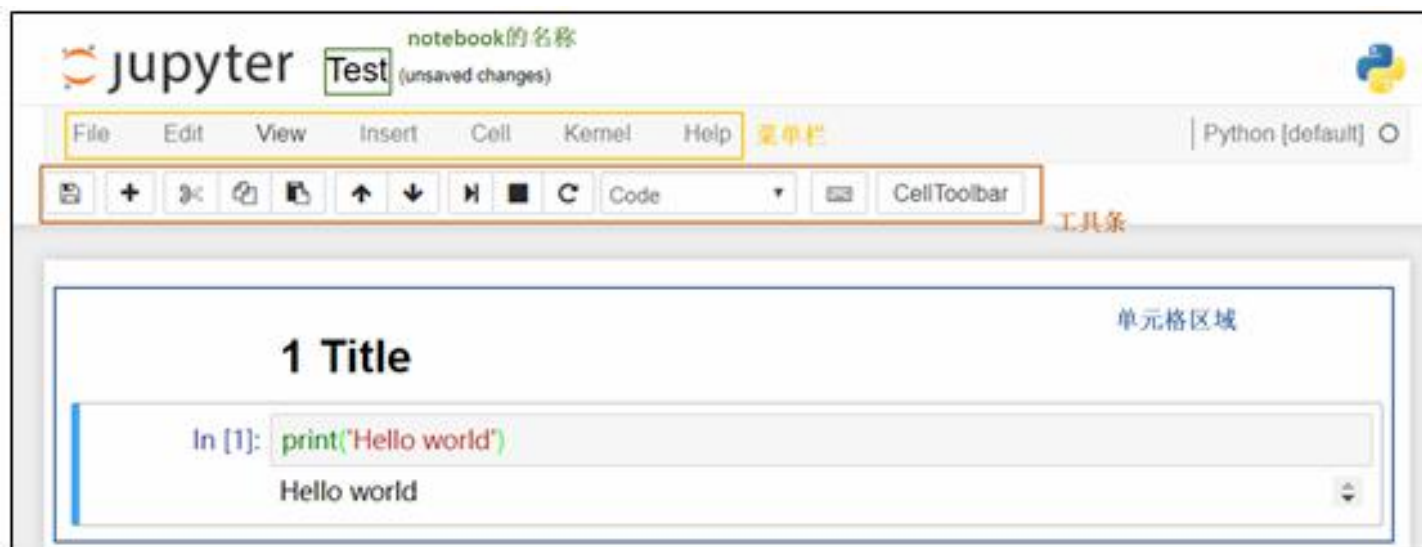 notebook的名称
jupyter Test (unsaved changes)
File Edit View Insert Cell Kernel Help 菜单栏 Python [default]
Code CellToolbar
工具条
单元格区域
1 Title
In [1]: print('Hello world')
Hello world